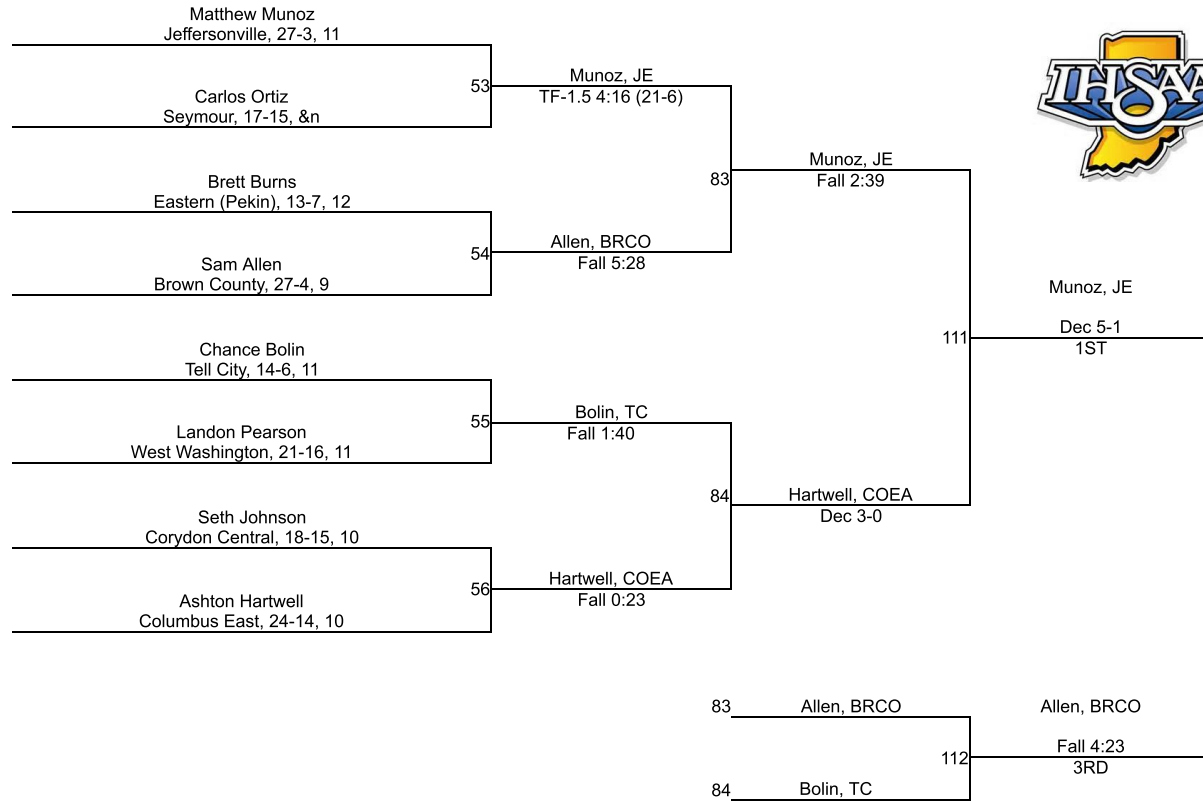 Matthew Munoz
Jeffersonville, 27-3, 11
53
Munoz, JE
TF-1.5 4:16 (21-6)
Carlos Ortiz
Seymour, 17-15, &n
83
Munoz, JE
Fall 2:39
Brett Burns
Eastern (Pekin), 13-7, 12
54
Allen, BRCO
Fall 5:28
Sam Allen
Brown County, 27-4, 9
111
Munoz, JE
Dec 5-1
1ST
Chance Bolin
Tell City, 14-6, 11
55
Bolin, TC
Fall 1:40
Landon Pearson
West Washington, 21-16, 11
84
Hartwell, COEA
Dec 3-0
Seth Johnson
Corydon Central, 18-15, 10
56
Hartwell, COEA
Fall 0:23
Ashton Hartwell
Columbus East, 24-14, 10
83
Allen, BRCO
112
Allen, BRCO
Fall 4:23
3RD
84
Bolin, TC
IHSAA